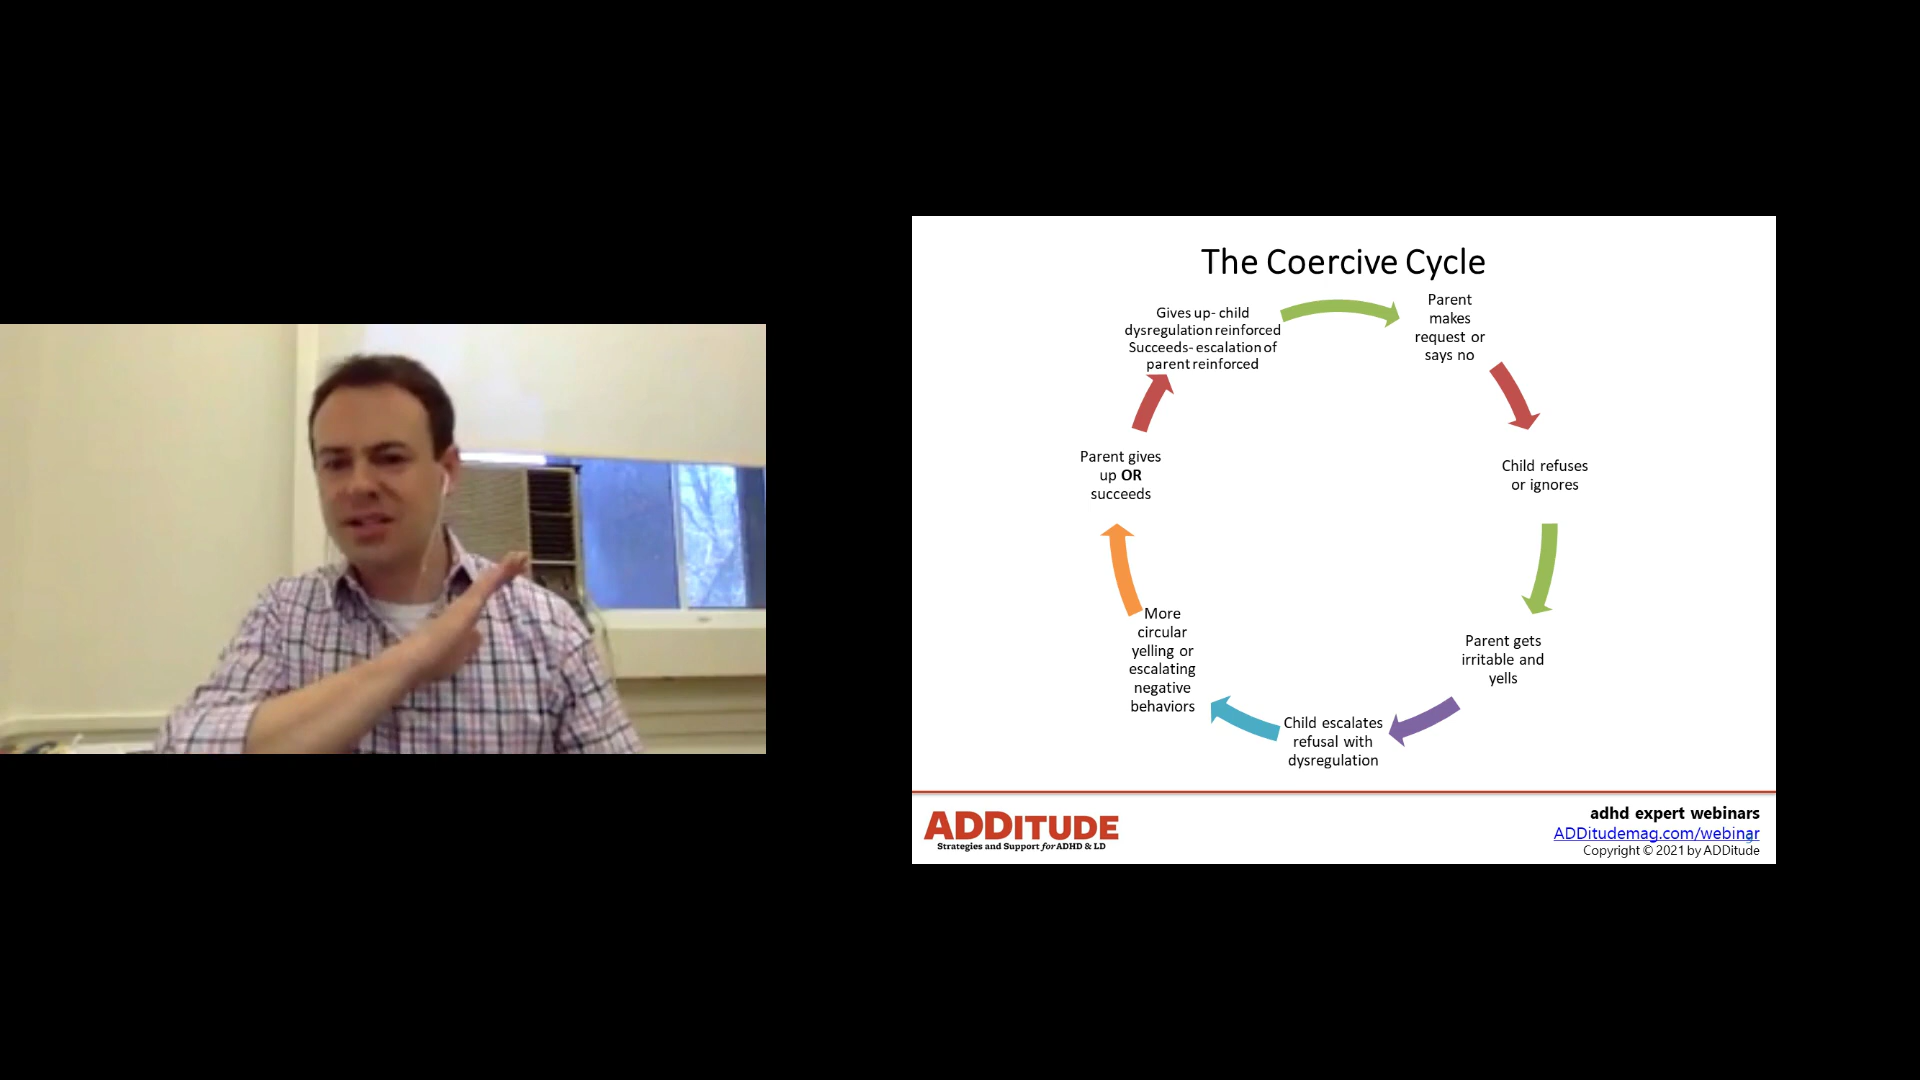 The Coercive Cycle
Parent
makes
request or
says no
Child refuses
or ignores
Parent gets
irritable and
yells
Child escalates
refusal with
dysregulation
More
circular
yelling or
escalating
negative
behaviors
Parent gives
up OR
succeeds
Gives up- child
dysregulation reinforced
Succeeds- escalation of
parent reinforced
ADDITUDE
Strategies and Support for ADHD & LD
adhd expert webinars
ADDitudemag.com/webinar
Copyright © 2021 by ADDitude